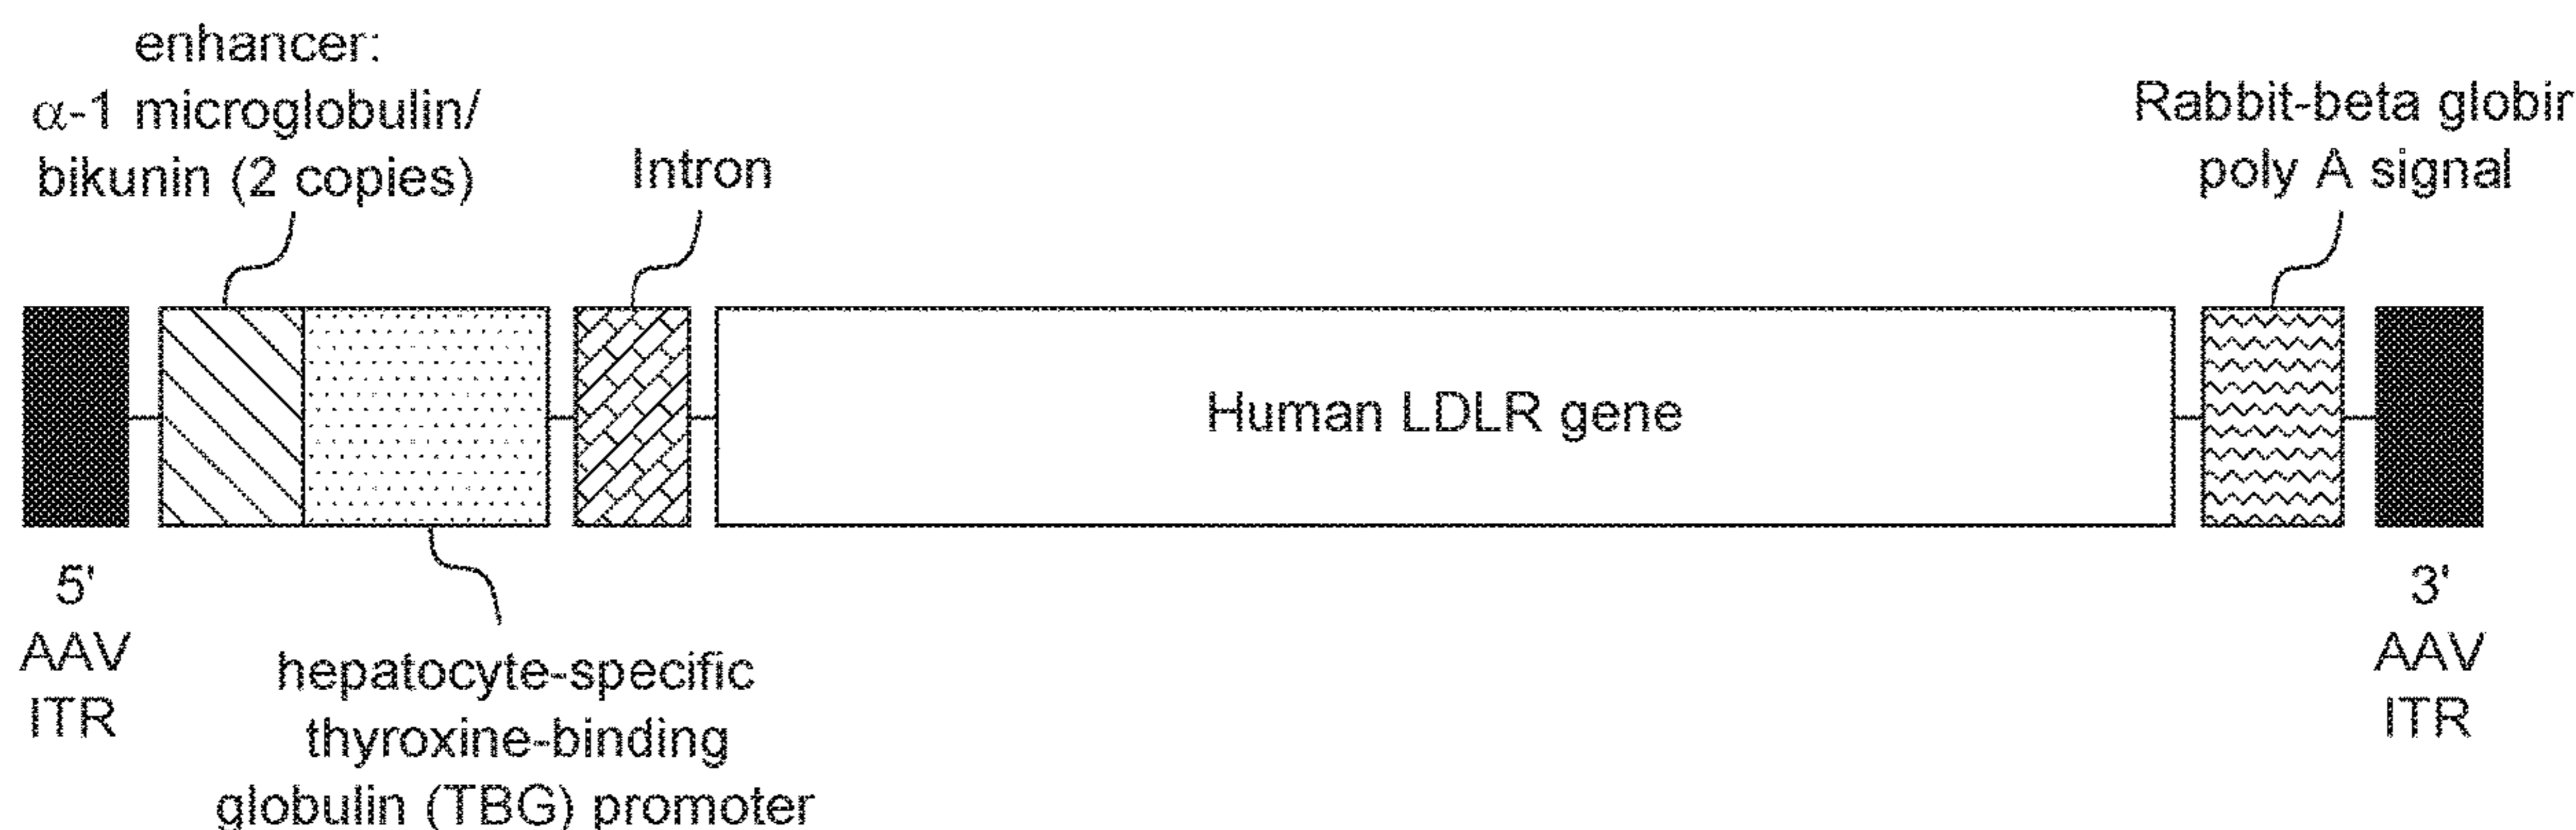 enhancer:
α-1 microglobulin/
bikunin (2 copies)
Intron
Rabbit-beta globin
poly A signal
Human LDLR gene
5'
AAV
ITR
hepatocyte-specific
thyroxine-binding
globulin (TBG) promoter
3'
AAV
ITR